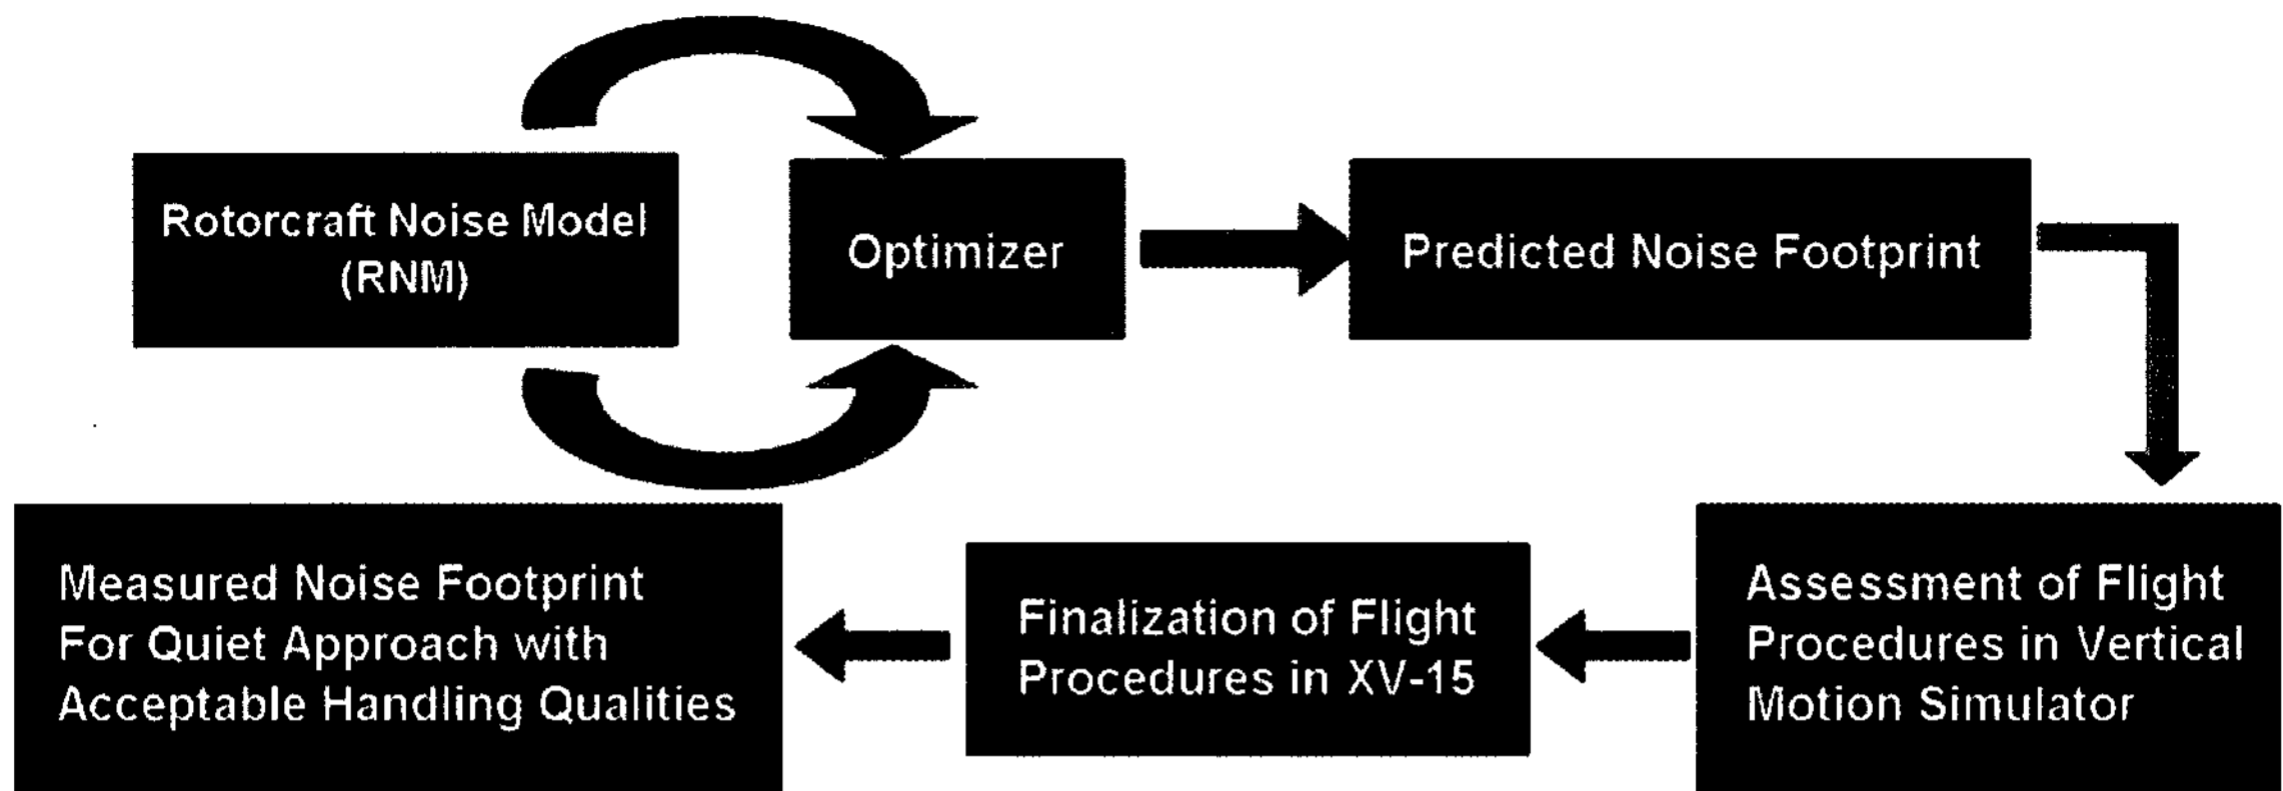 Rotorcraft Noise Model
(RNM)
Optimizer
Predicted Noise Footprint
Assessment of Flight
Procedures in Vertical
Motion Simulator
Finalization of Flight
Procedures in XV-15
Measured Noise Footprint
For Quiet Approach with
Acceptable Handling Qualities